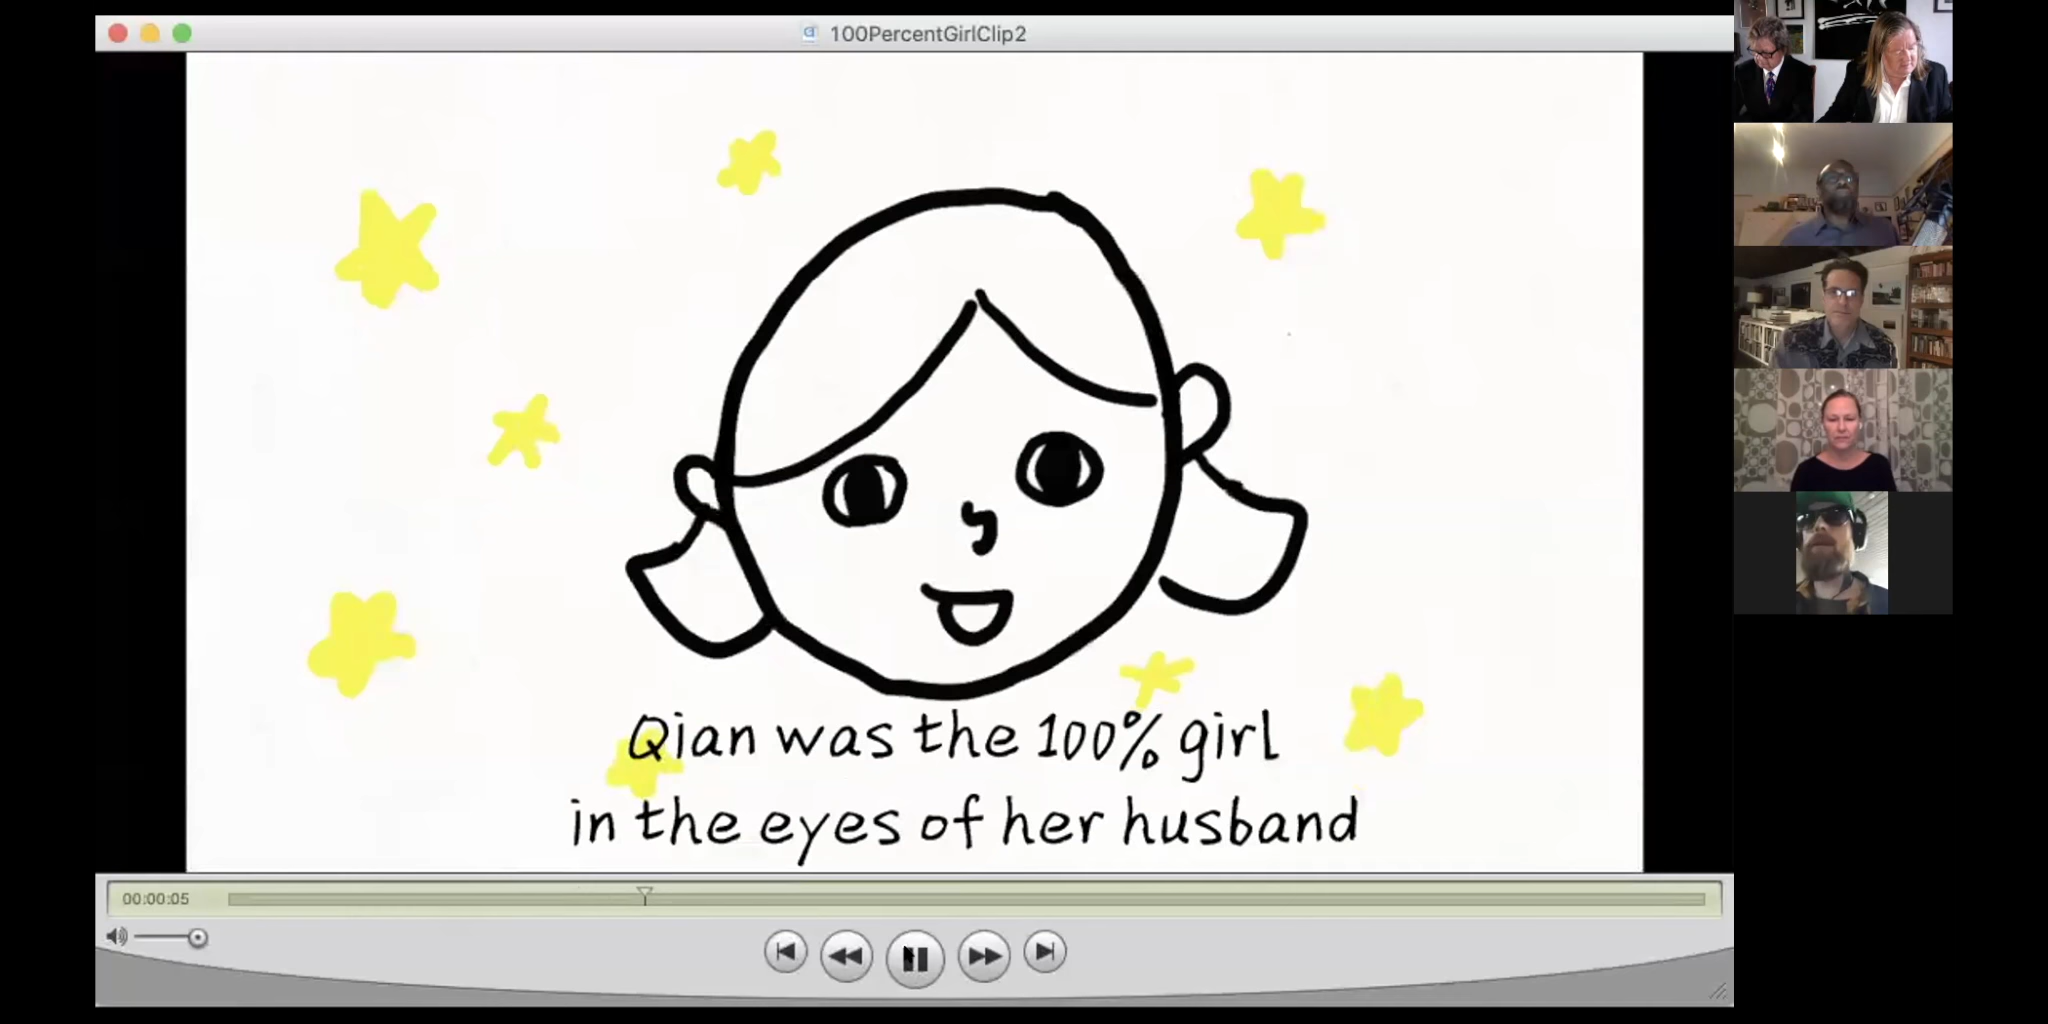 100PercentGirlClip2
Qian was the 100% girl
in the eyes of her husband
00:00:05